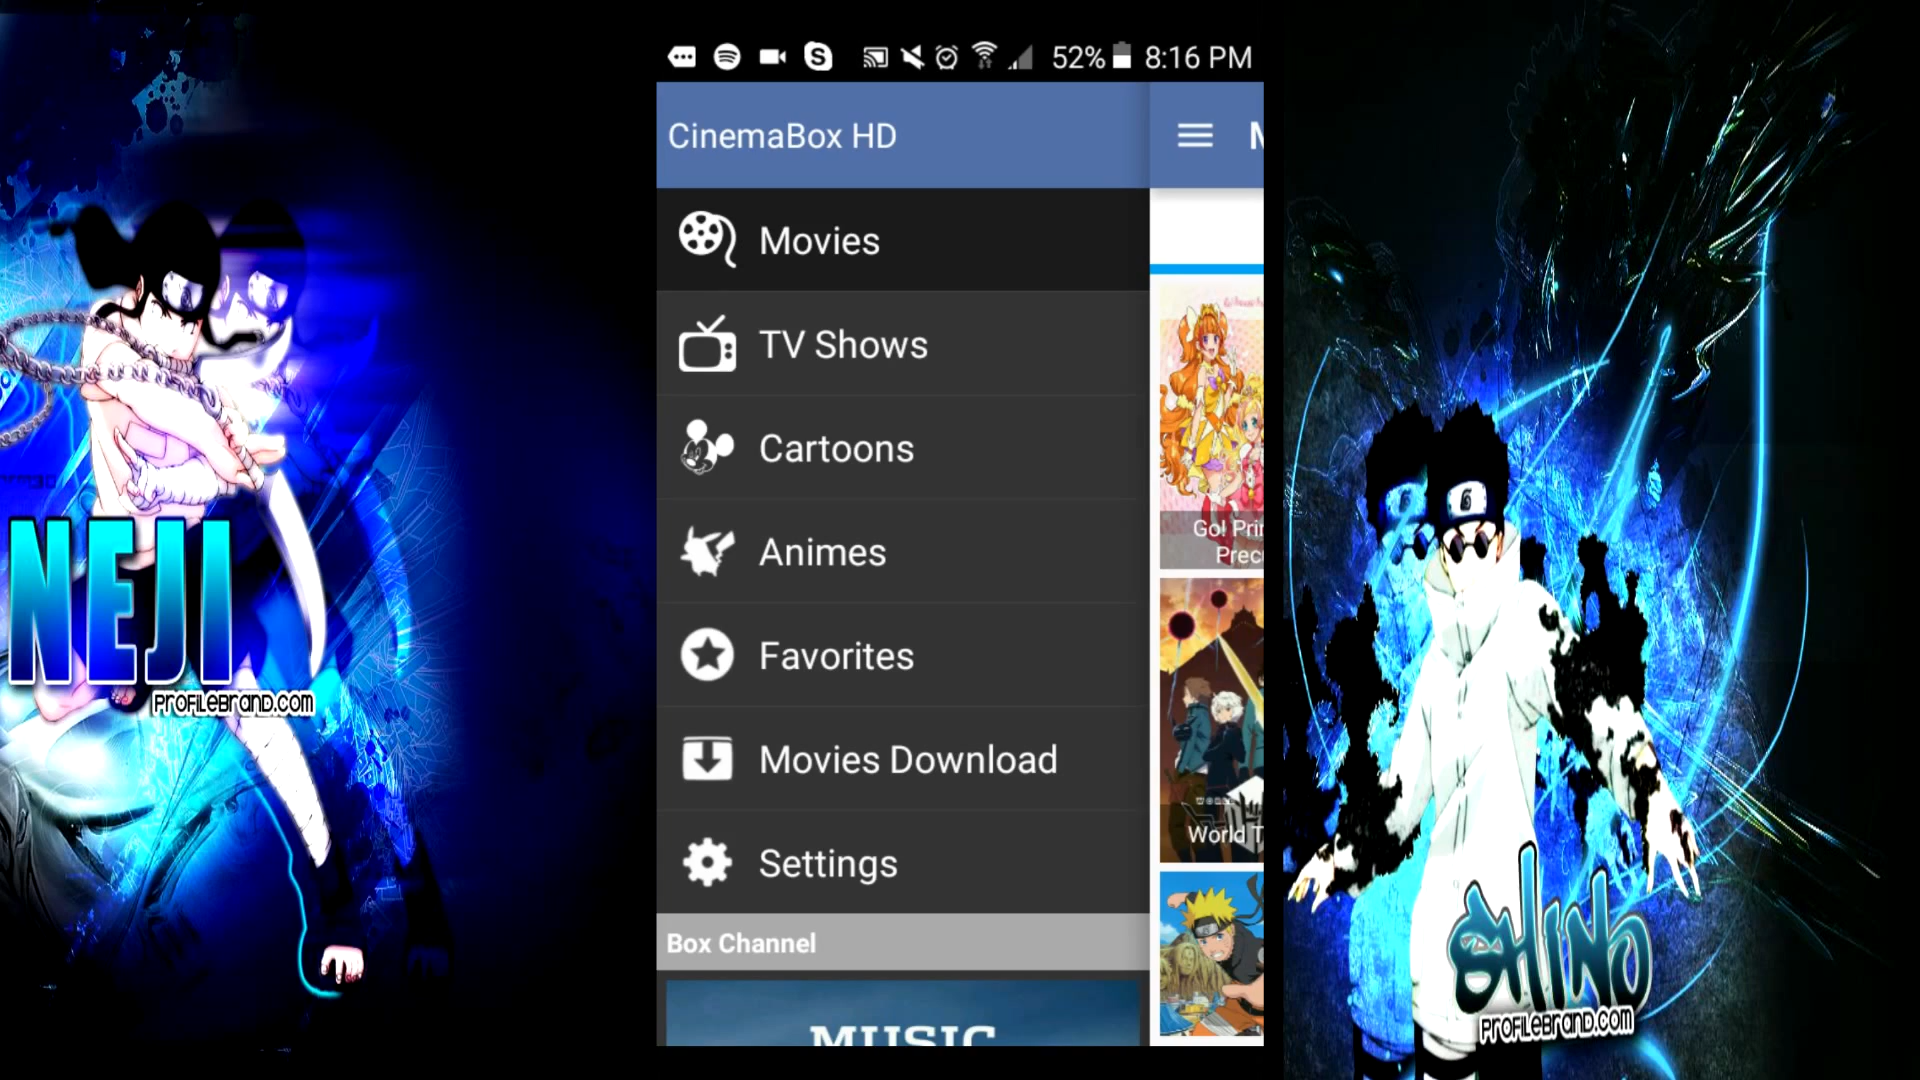 52% 8:16 PM
CinemaBox HD
Movies
TV Shows
Cartoons
Animes
Favorites
Movies Download
Settings
Box Channel
MUSIC
M
Go! Pri
Prec
World T
NEJI
PROFILEBRAND.COM
SHINO
PROFILEBRAND.COM